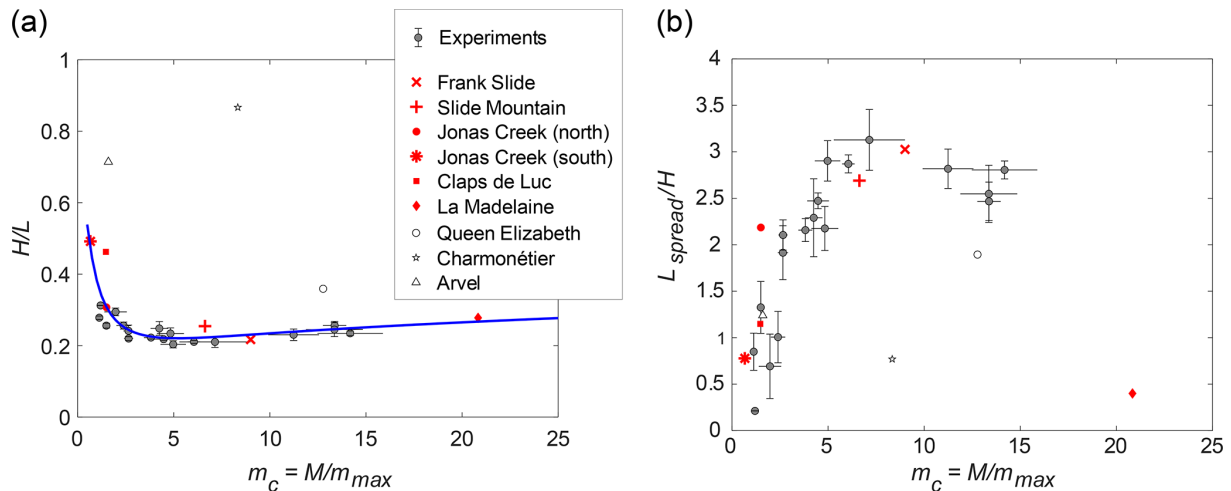 (a)
(b)
Experiments
Frank Slide
Slide Mountain
Jonas Creek (north)
Jonas Creek (south)
Claps de Luc
La Madelaine
Queen Elizabeth
Charmonétier
Arvel
1
0.8
0.6
0.4
0.2
0
H/L
0 5 10 15 20 25
m_c = M/m_max
4
3.5
3
2.5
2
1.5
1
0.5
0
L_spread/H
0 5 10 15 20 25
m_c = M/m_max